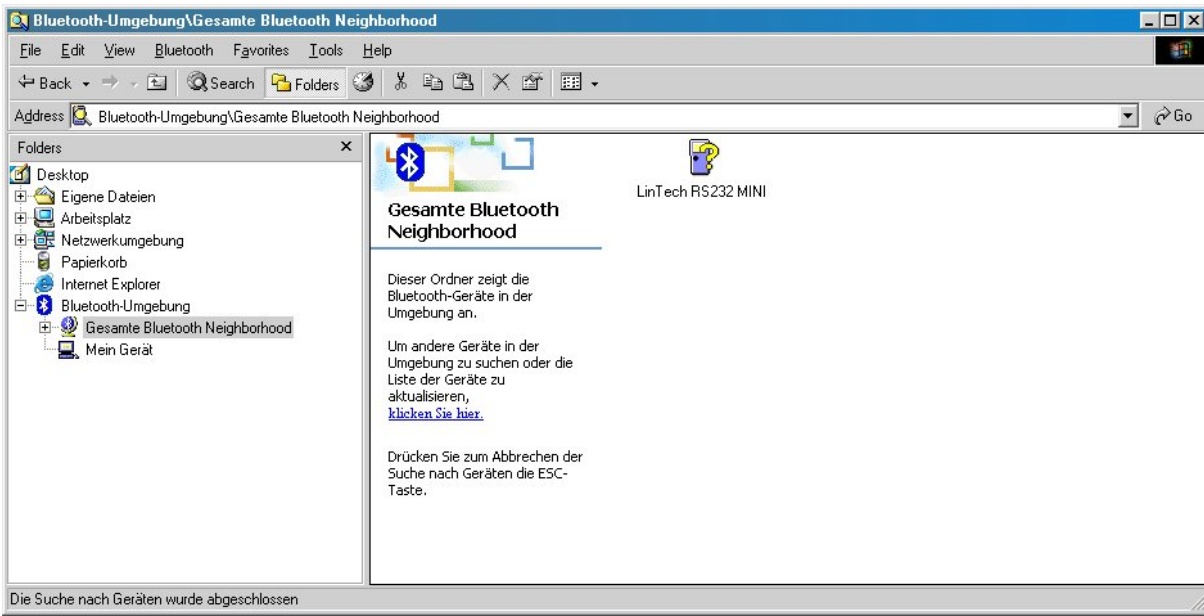 Bluetooth-Umgebung\Gesamte Bluetooth Neighborhood
File Edit View Bluetooth Favorites Tools Help
Back Search Folders
Address Bluetooth-Umgebung\Gesamte Bluetooth Neighborhood Go
Folders
Desktop
Eigene Dateien
Arbeitsplatz
Netzwerkumgebung
Papierkorb
Internet Explorer
Bluetooth-Umgebung
Gesamte Bluetooth Neighborhood
Mein Gerät
Gesamte Bluetooth
Neighborhood
Dieser Ordner zeigt die
Bluetooth-Geräte in der
Umgebung an.
Um andere Geräte in der
Umgebung zu suchen oder die
Liste der Geräte zu
aktualisieren,
klicken Sie hier.
Drücken Sie zum Abbrechen der
Suche nach Geräten die ESC-
Taste.
LinTech RS232 MINI
Die Suche nach Geräten wurde abgeschlossen